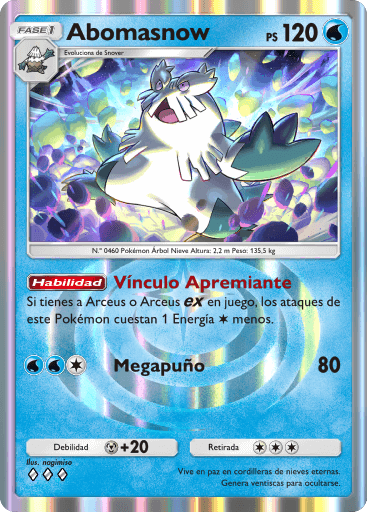 FASE 1
Abomasnow
PS 120
Evoluciona de Snover
N.º 0460 Pokémon Árbol Nieve Altura: 2,2 m Peso: 135,5 kg
Habilidad Vínculo Apremiante
Si tienes a Arceus o Arceus ex en juego, los ataques de
este Pokémon cuestan 1 Energía menos.
Megapuño 80
Debilidad +20
Retirada
Ilus. nogimiso
Vive en paz en cordilleras de nieves eternas.
Genera ventiscas para ocultarse.